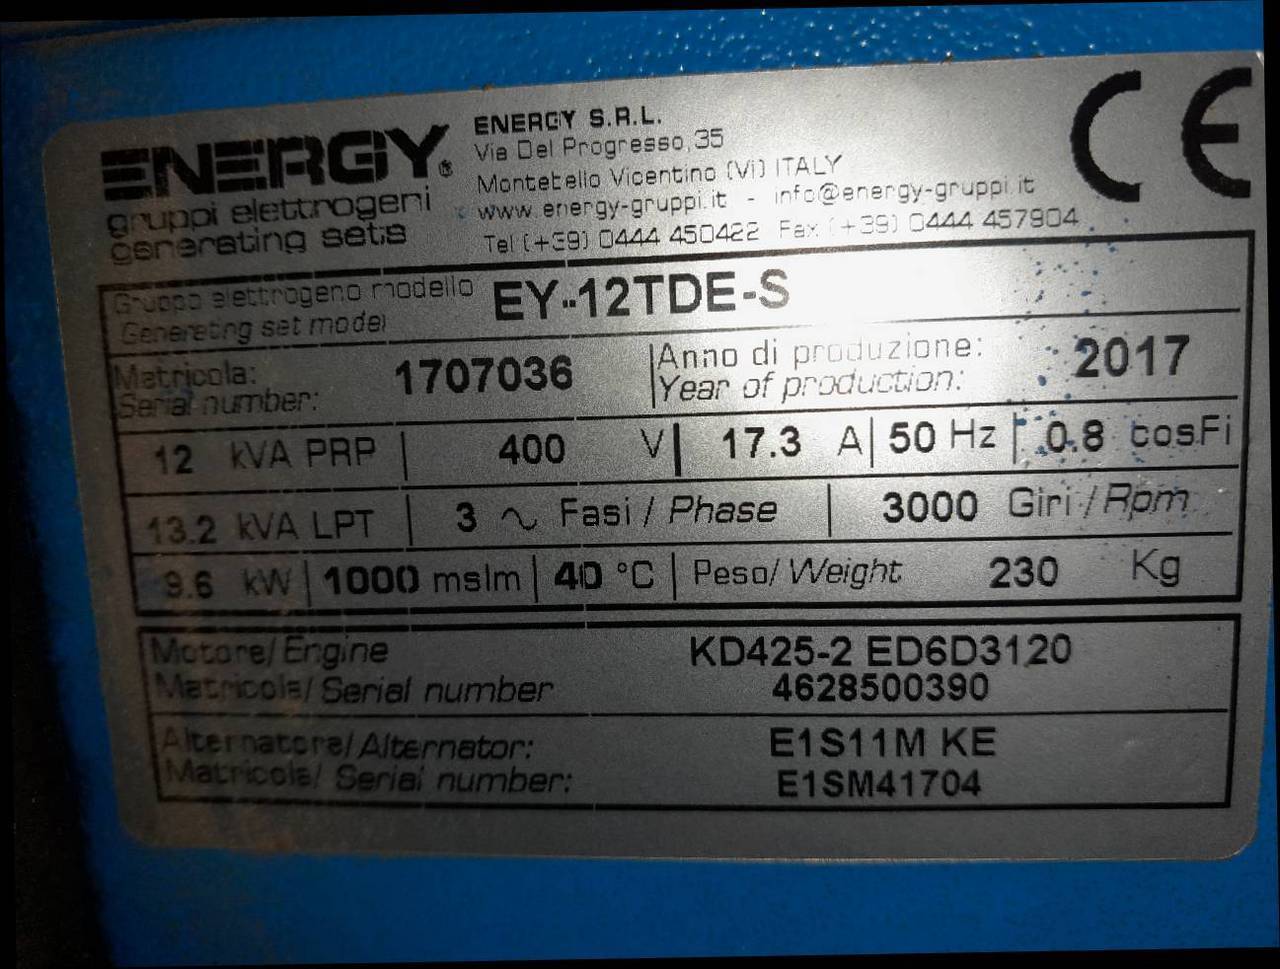 ENERGY®
gruppi elettrogeni
generating sets
ENERGY S.R.L.
Via Del Progresso,35
Montebello Vicentino (Vi) ITALY
www.energy-gruppi.it - info@energy-gruppi.it
Tel (+39) 0444 450422 Fax (+39) 0444 457904
CE
Gruppo elettrogeno modello EY-12TDE-S
Generating set model
Matricola: 1707036 Anno di produzione: 2017
Serial number: Year of production:
12 kVA PRP | 400 V | 17.3 A | 50 Hz | 0.8 cosFi
13.2 kVA LPT | 3 ~ Fasi / Phase | 3000 Giri / Rpm
9.6 kW | 1000 mslm | 40 °C | Peso/ Weight 230 Kg
Motore/ Engine KD425-2 ED6D3120
Matricola/ Serial number 4628500390
Alternatore/ Alternator: E1S11M KE
Matricola/ Serial number: E1SM41704